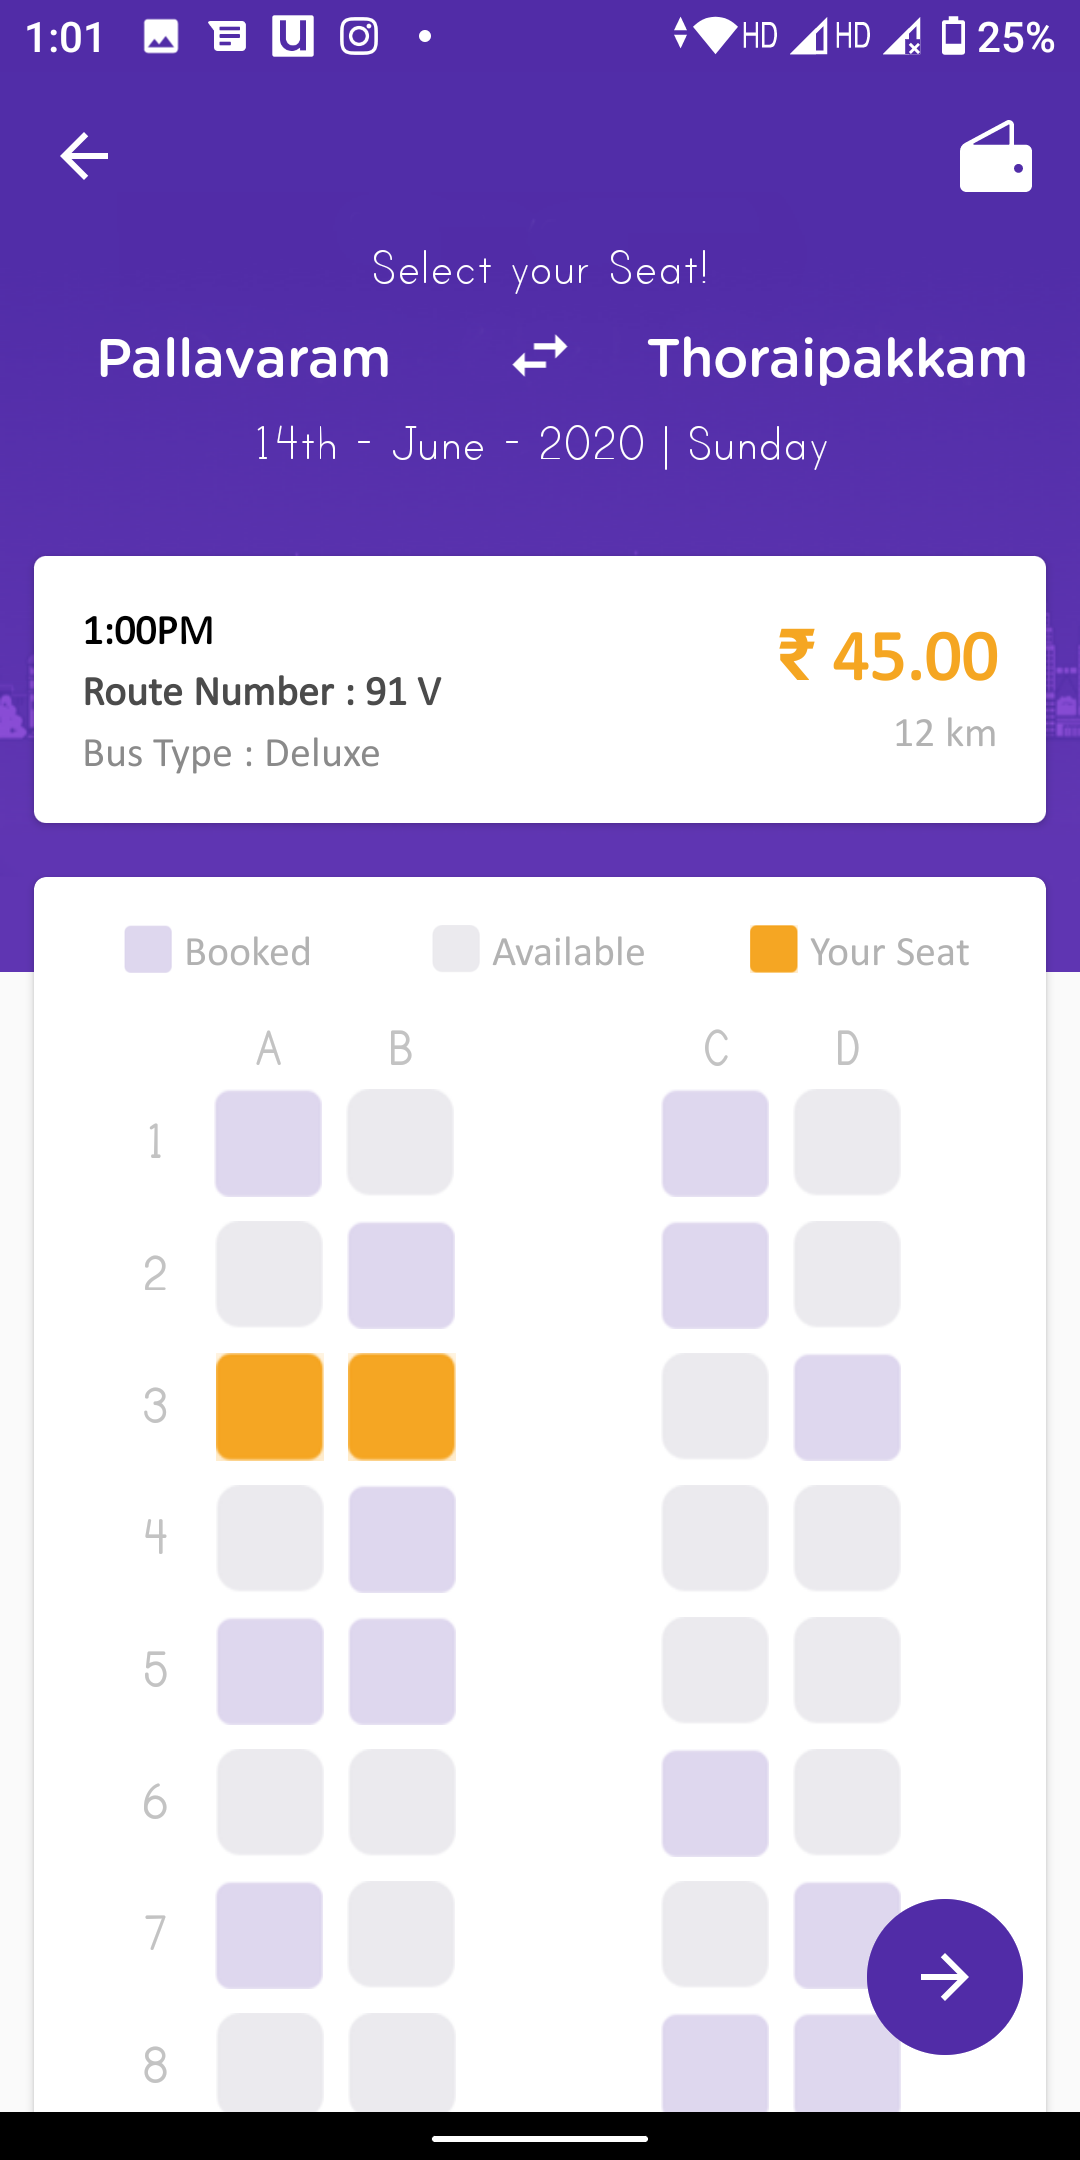 1:01 HD HD 25%
Select your Seat!
Pallavaram Thoraipakkam
14th - June - 2020 | Sunday
1:00PM
₹ 45.00
Route Number : 91 V
12 km
Bus Type : Deluxe
Booked Available Your Seat
A B C D
1
2
3
4
5
6
7
8